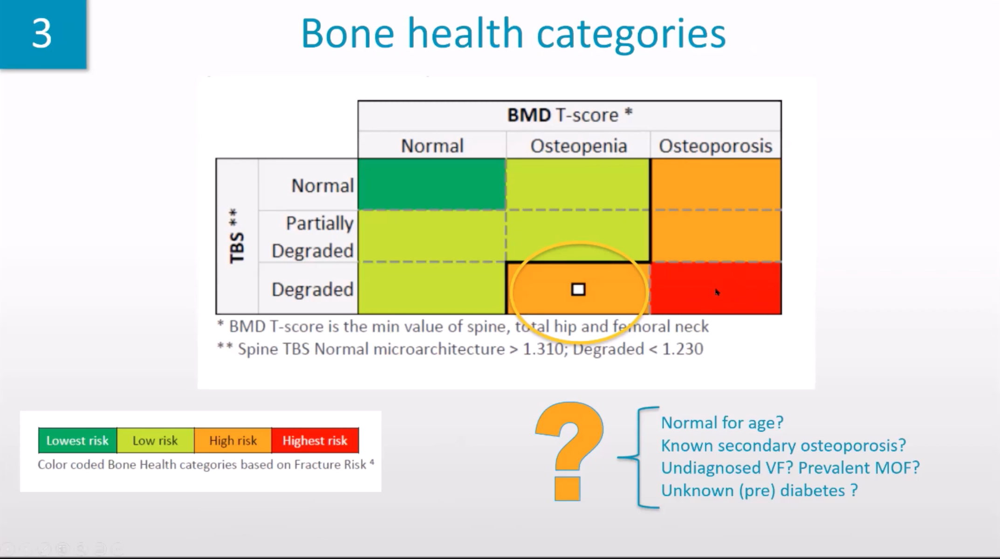 3
Bone health categories
BMD T-score *
Normal
Osteopenia
Osteoporosis
TBS **
Normal
Partially
Degraded
Degraded
* BMD T-score is the min value of spine, total hip and femoral neck
** Spine TBS Normal microarchitecture > 1.310; Degraded < 1.230
Lowest risk
Low risk
High risk
Highest risk
Color coded Bone Health categories based on Fracture Risk ⁴
?
Normal for age?
Known secondary osteoporosis?
Undiagnosed VF? Prevalent MOF?
Unknown (pre) diabetes ?